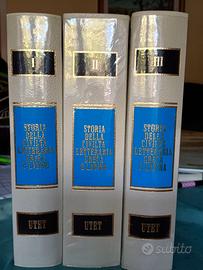 I
STORIA
DELLA
CIVILTÀ
LETTERARIA
GRECA
E LATINA
UTET
II
STORIA
DELLA
CIVILTÀ
LETTERARIA
GRECA
E LATINA
UTET
III
STORIA
DELLA
CIVILTÀ
LETTERARIA
GRECA
E LATINA
UTET
subito